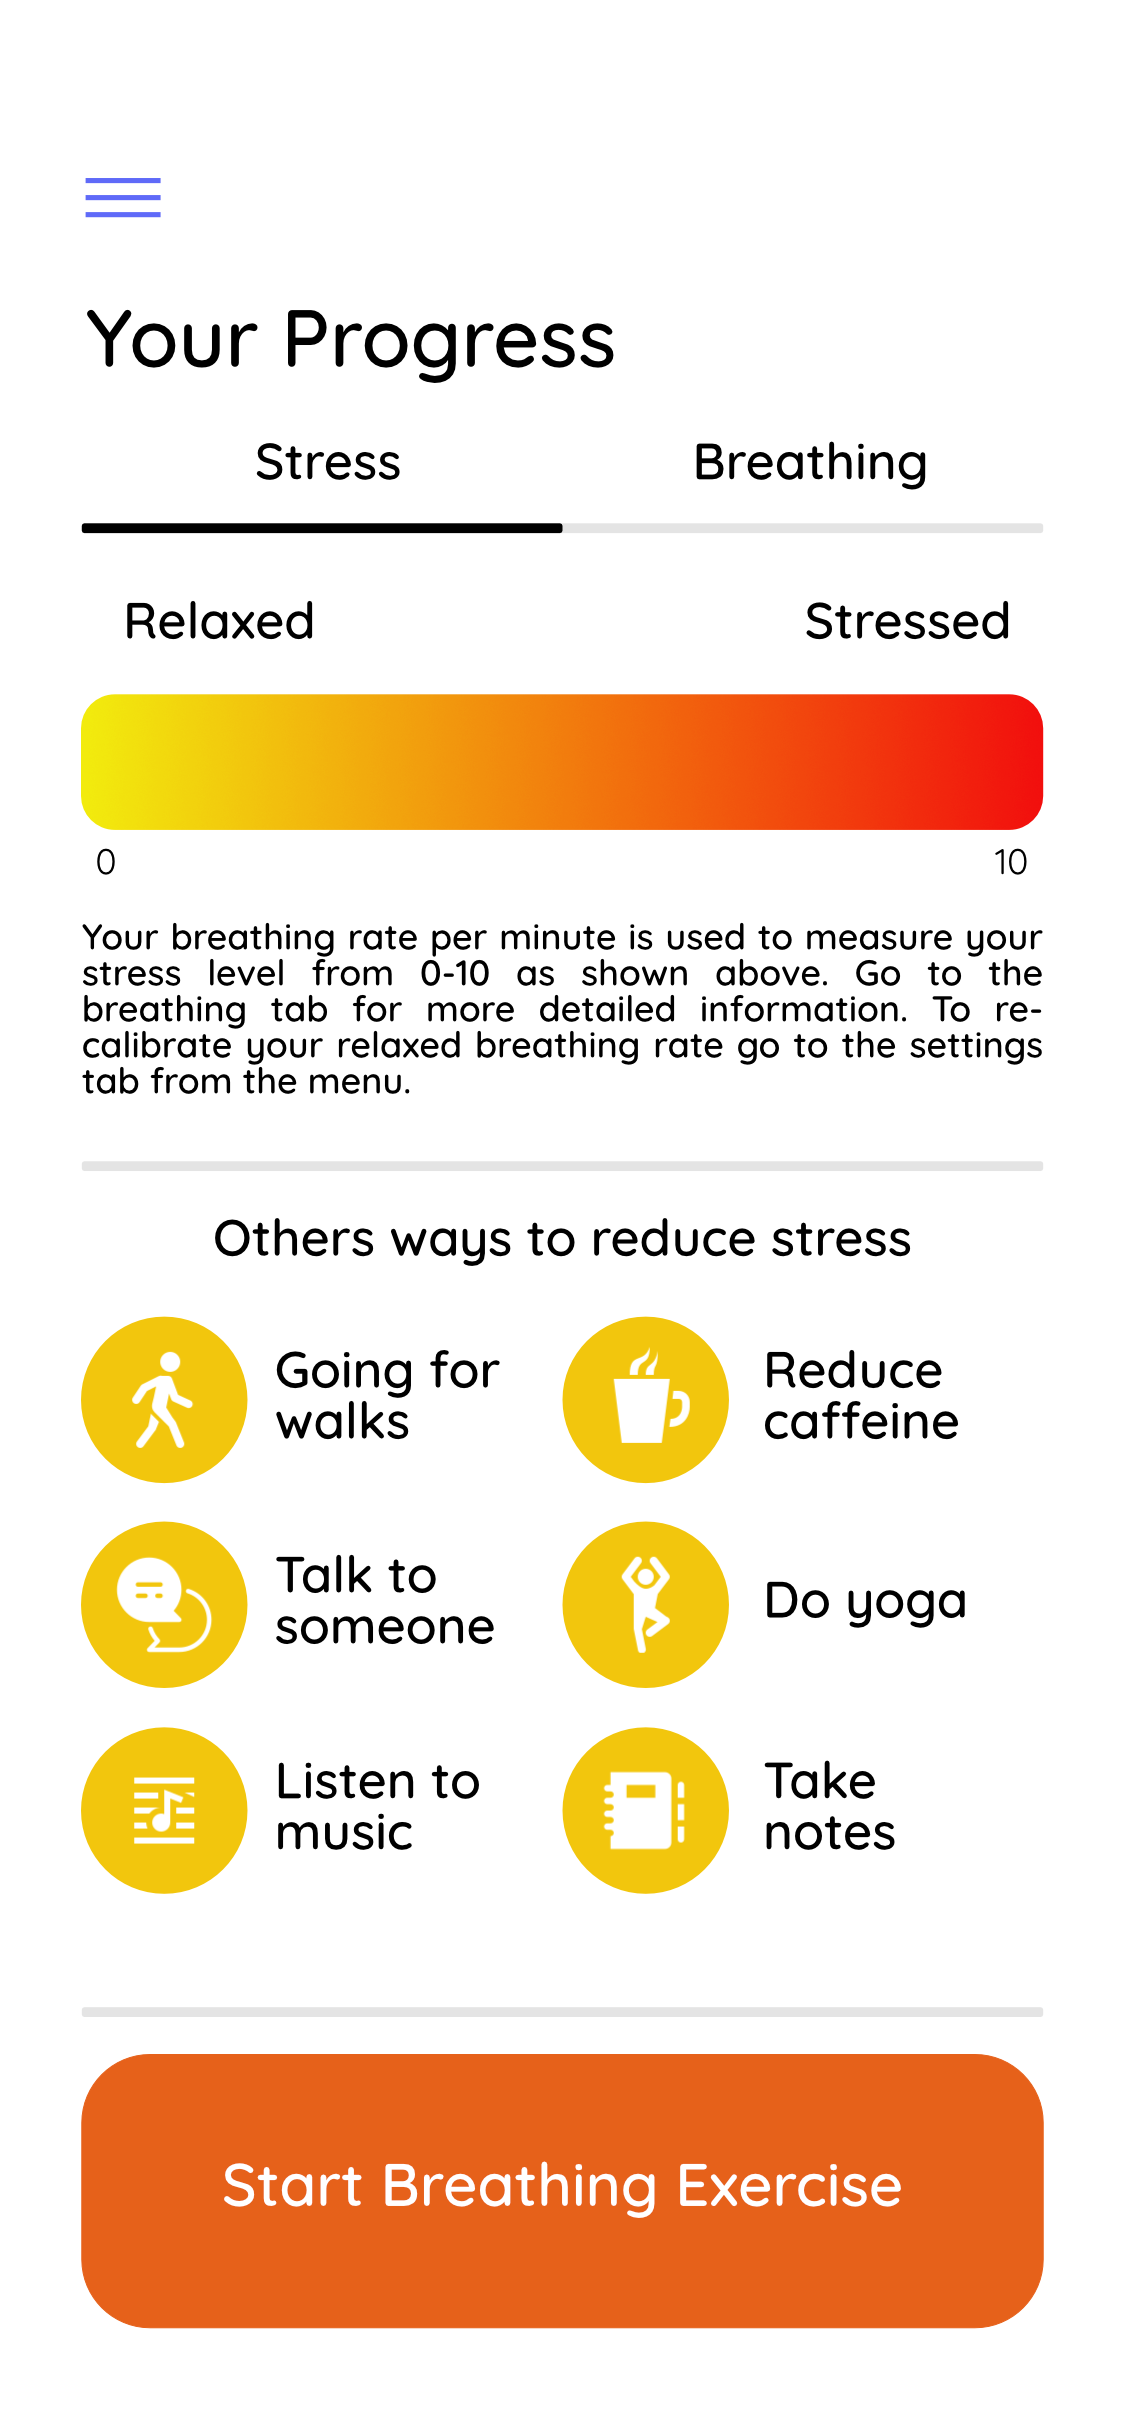 Your Progress
Stress
Breathing
Relaxed
Stressed
0
10
Your breathing rate per minute is used to measure your
stress level from 0-10 as shown above. Go to the
breathing tab for more detailed information. To re-
calibrate your relaxed breathing rate go to the settings
tab from the menu.
Others ways to reduce stress
Going for
walks
Reduce
caffeine
Talk to
someone
Do yoga
Listen to
music
Take
notes
Start Breathing Exercise